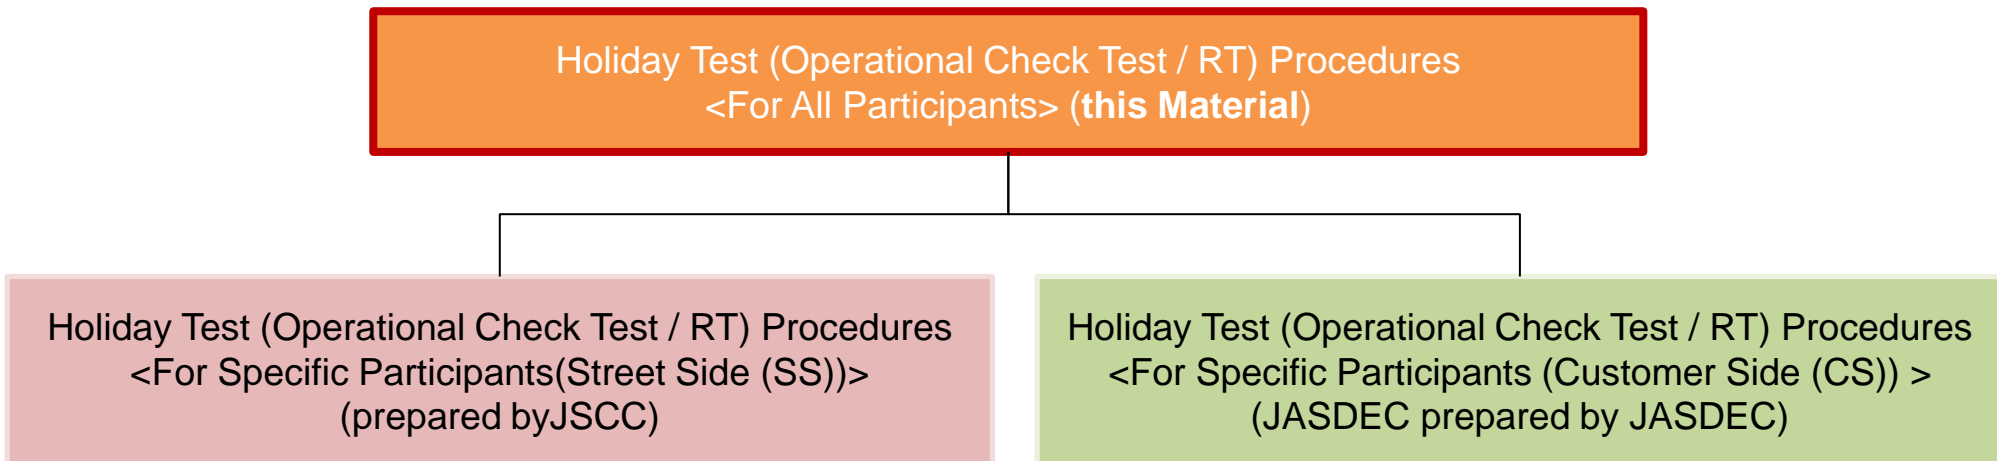 Holiday Test (Operational Check Test / RT) Procedures
<For All Participants> (this Material)
Holiday Test (Operational Check Test / RT) Procedures
<For Specific Participants(Street Side (SS))>
(prepared byJSCC)
Holiday Test (Operational Check Test / RT) Procedures
<For Specific Participants (Customer Side (CS)) >
(JASDEC prepared by JASDEC)